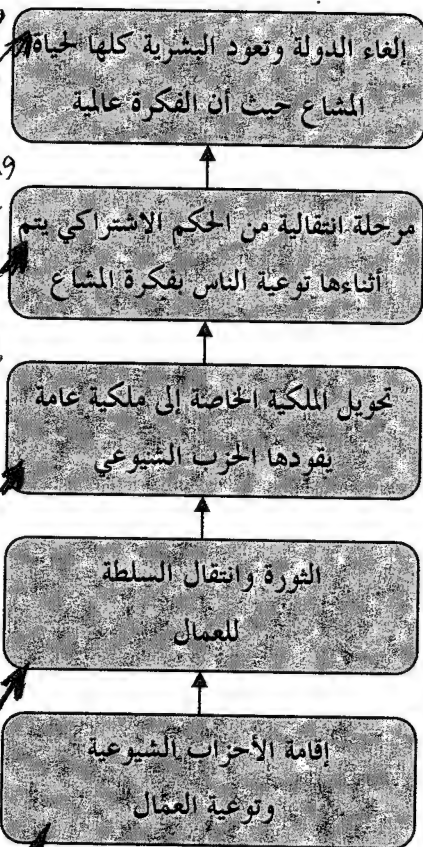 إلغاء الدولة وتعود البشرية كلها لحياة
المشاع حيث أن الفكرة عالمية
مرحلة انتقالية من الحكم الاشتراكي يتم
أثناءها توعية الناس بفكرة المشاع
تحويل الملكية الخاصة إلى ملكية عامة
يقودها الحزب الشيوعي
الثورة وانتقال السلطة
للعمال
إقامة الأحزاب الشيوعية
وتوعية العمال